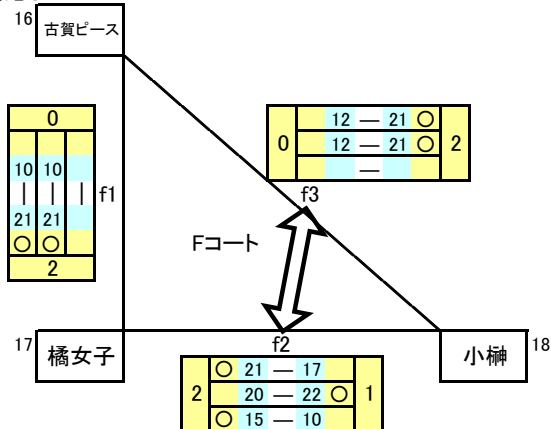 16
古賀ピース
0
10 10
| | |
21 21
○ ○
2
f1
0
12 — 21 ○
12 — 21 ○
—
2
f3
Fコート
17
橘女子
f2
小榊
18
2
○ 21 — 17
20 — 22 ○
○ 15 — 10
1